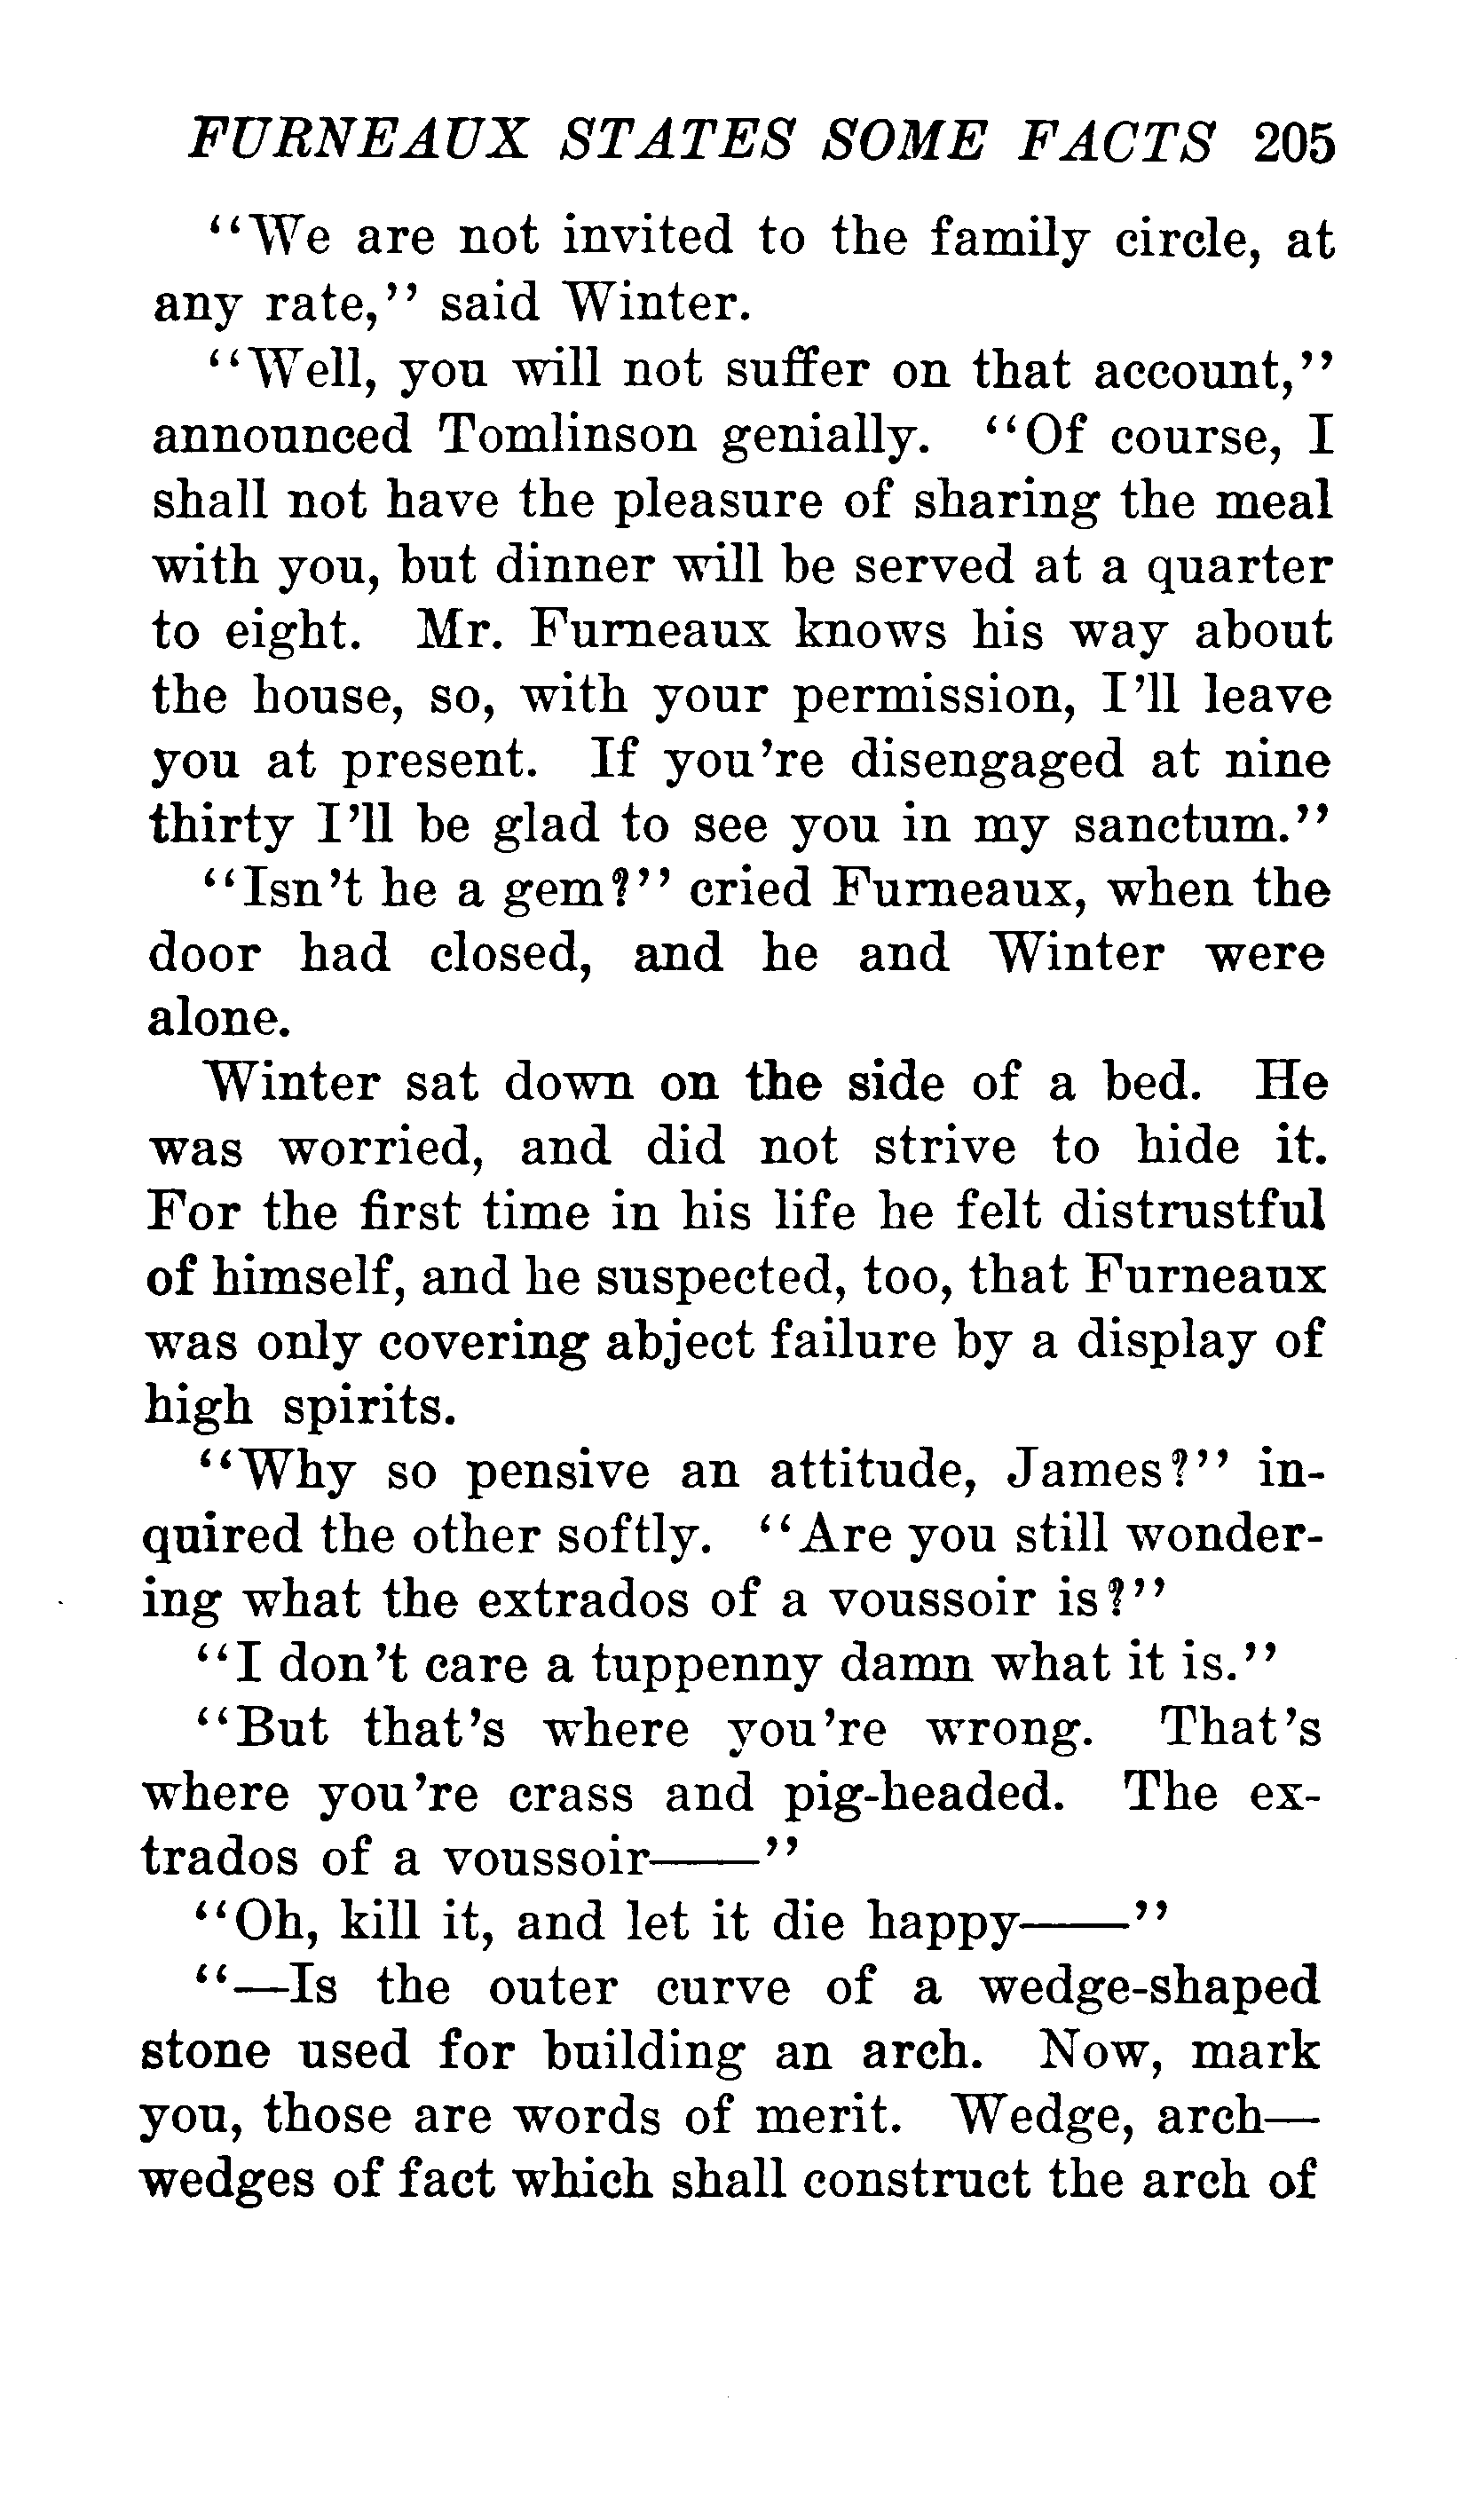 FURNEAUX STATES SOME FACTS 205
"We are not invited to the family circle, at
any rate," said Winter.
"Well, you will not suffer on that account,"
announced Tomlinson genially. "Of course, I
shall not have the pleasure of sharing the meal
with you, but dinner will be served at a quarter
to eight. Mr. Furneaux knows his way about
the house, so, with your permission, I'll leave
you at present. If you're disengaged at nine
thirty I'll be glad to see you in my sanctum."
"Isn't he a gem?" cried Furneaux, when the
door had closed, and he and Winter were
alone.
Winter sat down on the side of a bed. He
was worried, and did not strive to hide it.
For the first time in his life he felt distrustful
of himself, and he suspected, too, that Furneaux
was only covering abject failure by a display of
high spirits.
"Why so pensive an attitude, James?" in-
quired the other softly. "Are you still wonder-
ing what the extrados of a voussoir is?"
"I don't care a tuppenny damn what it is."
"But that's where you're wrong. That's
where you're crass and pig-headed. The ex-
trados of a voussoir——"
"Oh, kill it, and let it die happy——"
"—Is the outer curve of a wedge-shaped
stone used for building an arch. Now, mark
you, those are words of merit. Wedge, arch—
wedges of fact which shall construct the arch of